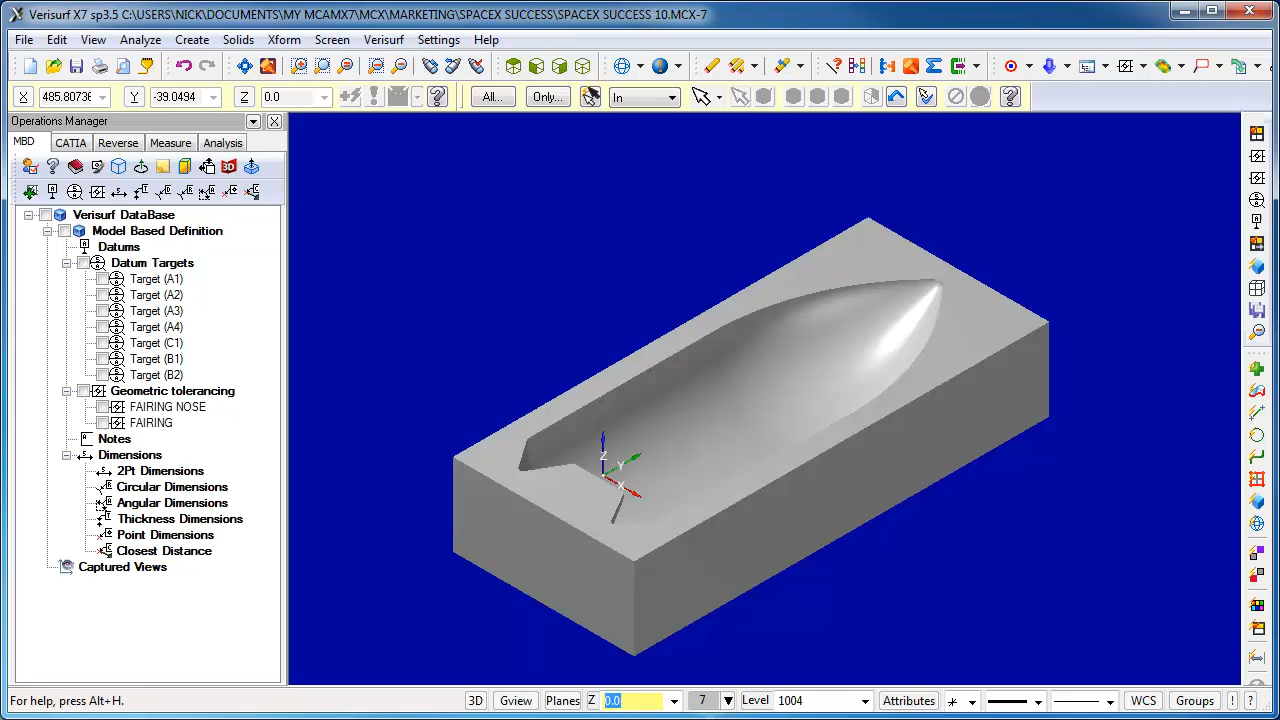 Verisurf X7 sp3.5 C:\USERS\NICK\DOCUMENTS\MY MCAMX7\MCX\MARKETING\SPACEX SUCCESS\SPACEX SUCCESS 10.MCX-7
File Edit View Analyze Create Solids Xform Screen Verisurf Settings Help
X 485.80738 Y -39.0494 Z 0.0 All... Only... In
Operations Manager
MBD CATIA Reverse Measure Analysis
Verisurf DataBase
Model Based Definition
Datums
Datum Targets
Target (A1)
Target (A2)
Target (A3)
Target (A4)
Target (C1)
Target (B1)
Target (B2)
Geometric tolerancing
FAIRING NOSE
FAIRING
Notes
Dimensions
2Pt Dimensions
Circular Dimensions
Angular Dimensions
Thickness Dimensions
Point Dimensions
Closest Distance
Captured Views
Z
Y
X
For help, press Alt+H. 3D Gview Planes Z 0.0 7 Level 1004 Attributes WCS Groups ! ?